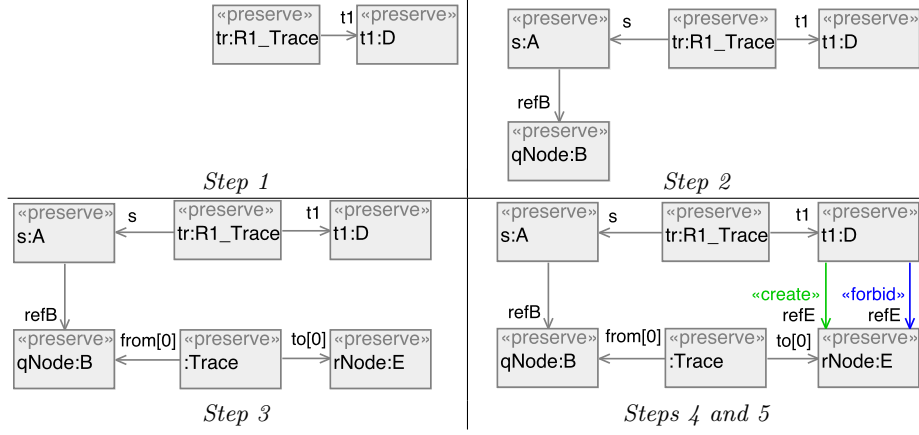 «preserve» «preserve»
t1
tr:R1_Trace t1:D
Step 1
«preserve» «preserve» «preserve»
s t1
s:A tr:R1_Trace t1:D
refB
«preserve»
qNode:B
Step 2
«preserve» «preserve» «preserve»
s t1
s:A tr:R1_Trace t1:D
refB
from[0] to[0]
«preserve» «preserve» «preserve»
qNode:B :Trace rNode:E
Step 3
«preserve» «preserve» «preserve»
s t1
s:A tr:R1_Trace t1:D
«create» «forbid»
refB refE refE
from[0] to[0]
«preserve» «preserve» «preserve»
qNode:B :Trace rNode:E
Steps 4 and 5